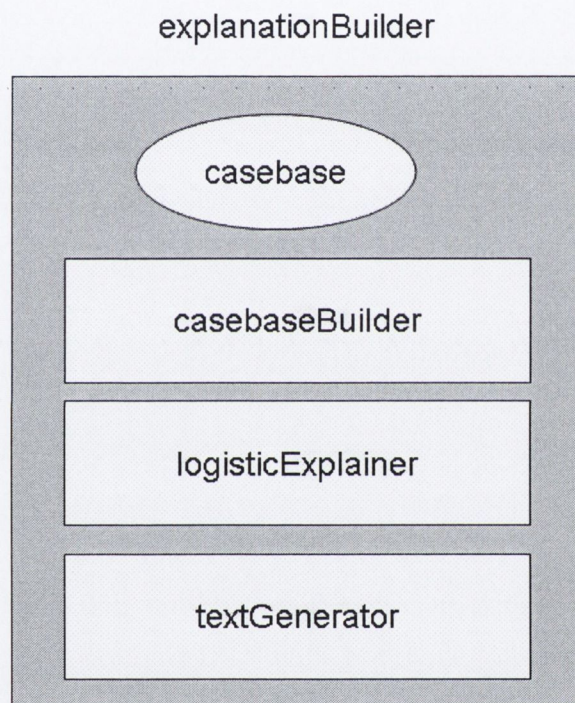 explanationBuilder
casebase
casebaseBuilder
logisticExplainer
textGenerator